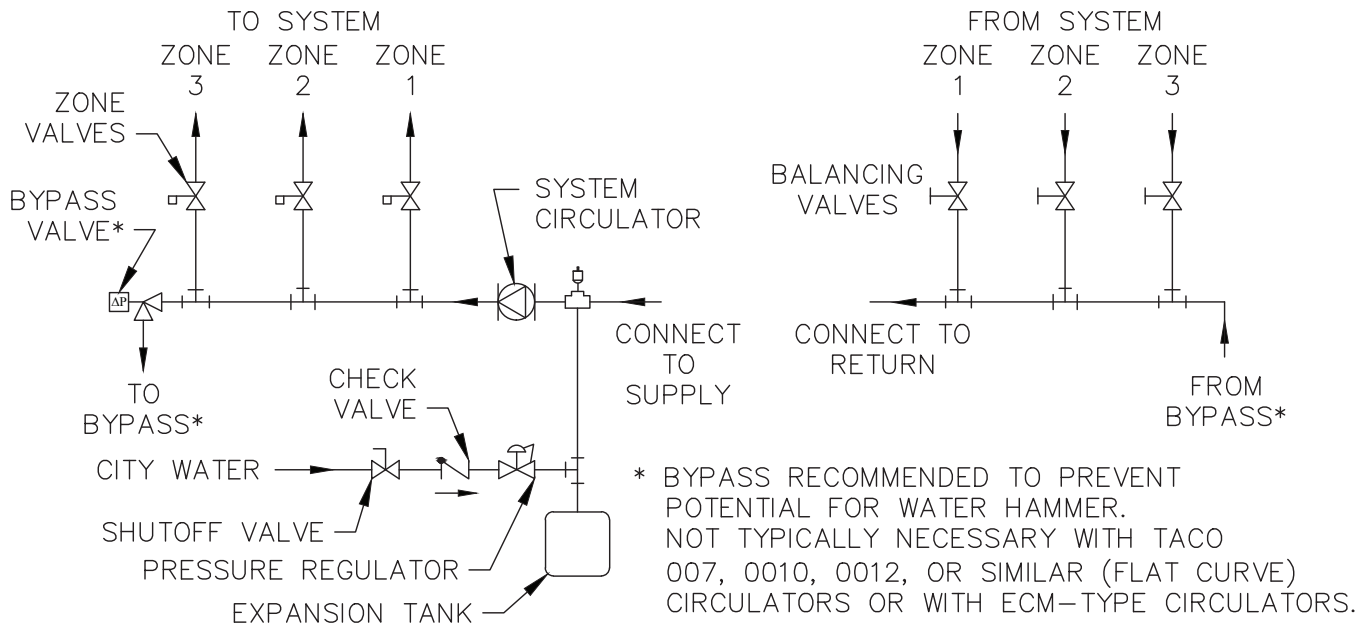 TO SYSTEM
ZONE 3
ZONE 2
ZONE 1
ZONE
VALVES
BYPASS
VALVE*
ΔP
SYSTEM
CIRCULATOR
TO
BYPASS*
CONNECT
TO
SUPPLY
CHECK
VALVE
CITY WATER
SHUTOFF VALVE
PRESSURE REGULATOR
EXPANSION TANK
FROM SYSTEM
ZONE 1
ZONE 2
ZONE 3
BALANCING
VALVES
CONNECT TO
RETURN
FROM
BYPASS*
* BYPASS RECOMMENDED TO PREVENT
POTENTIAL FOR WATER HAMMER.
NOT TYPICALLY NECESSARY WITH TACO
007, 0010, 0012, OR SIMILAR (FLAT CURVE)
CIRCULATORS OR WITH ECM-TYPE CIRCULATORS.